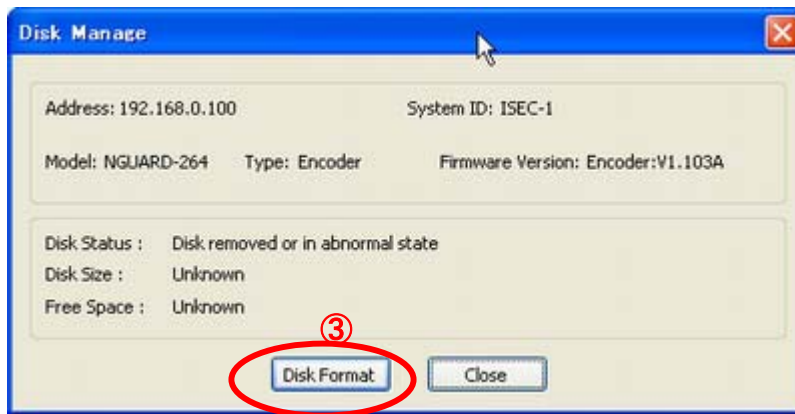 Disk Manage
Address: 192.168.0.100 System ID: ISEC-1
Model: NGUARD-264 Type: Encoder Firmware Version: Encoder:V1.103A
Disk Status : Disk removed or in abnormal state
Disk Size : Unknown
Free Space : Unknown
③
Disk Format Close